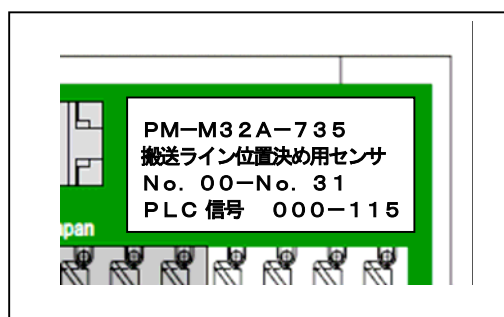 PM－M32A－735
搬送ライン位置決め用センサ
No. 00－No. 31
PLC 信号　000－115
apan